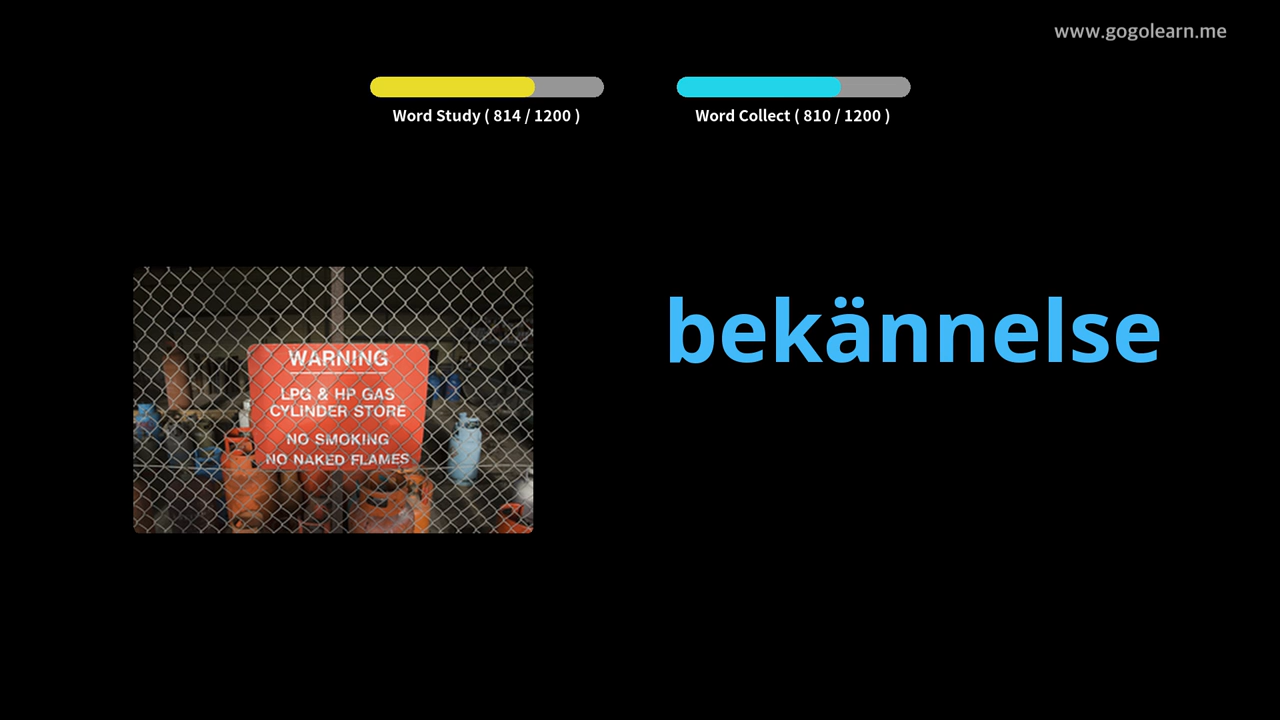 www.gogolearn.me
Word Study ( 814 / 1200 )
Word Collect ( 810 / 1200 )
bekännelse
WARNING
LPG & HP GAS
CYLINDER STORE
NO SMOKING
NO NAKED FLAMES